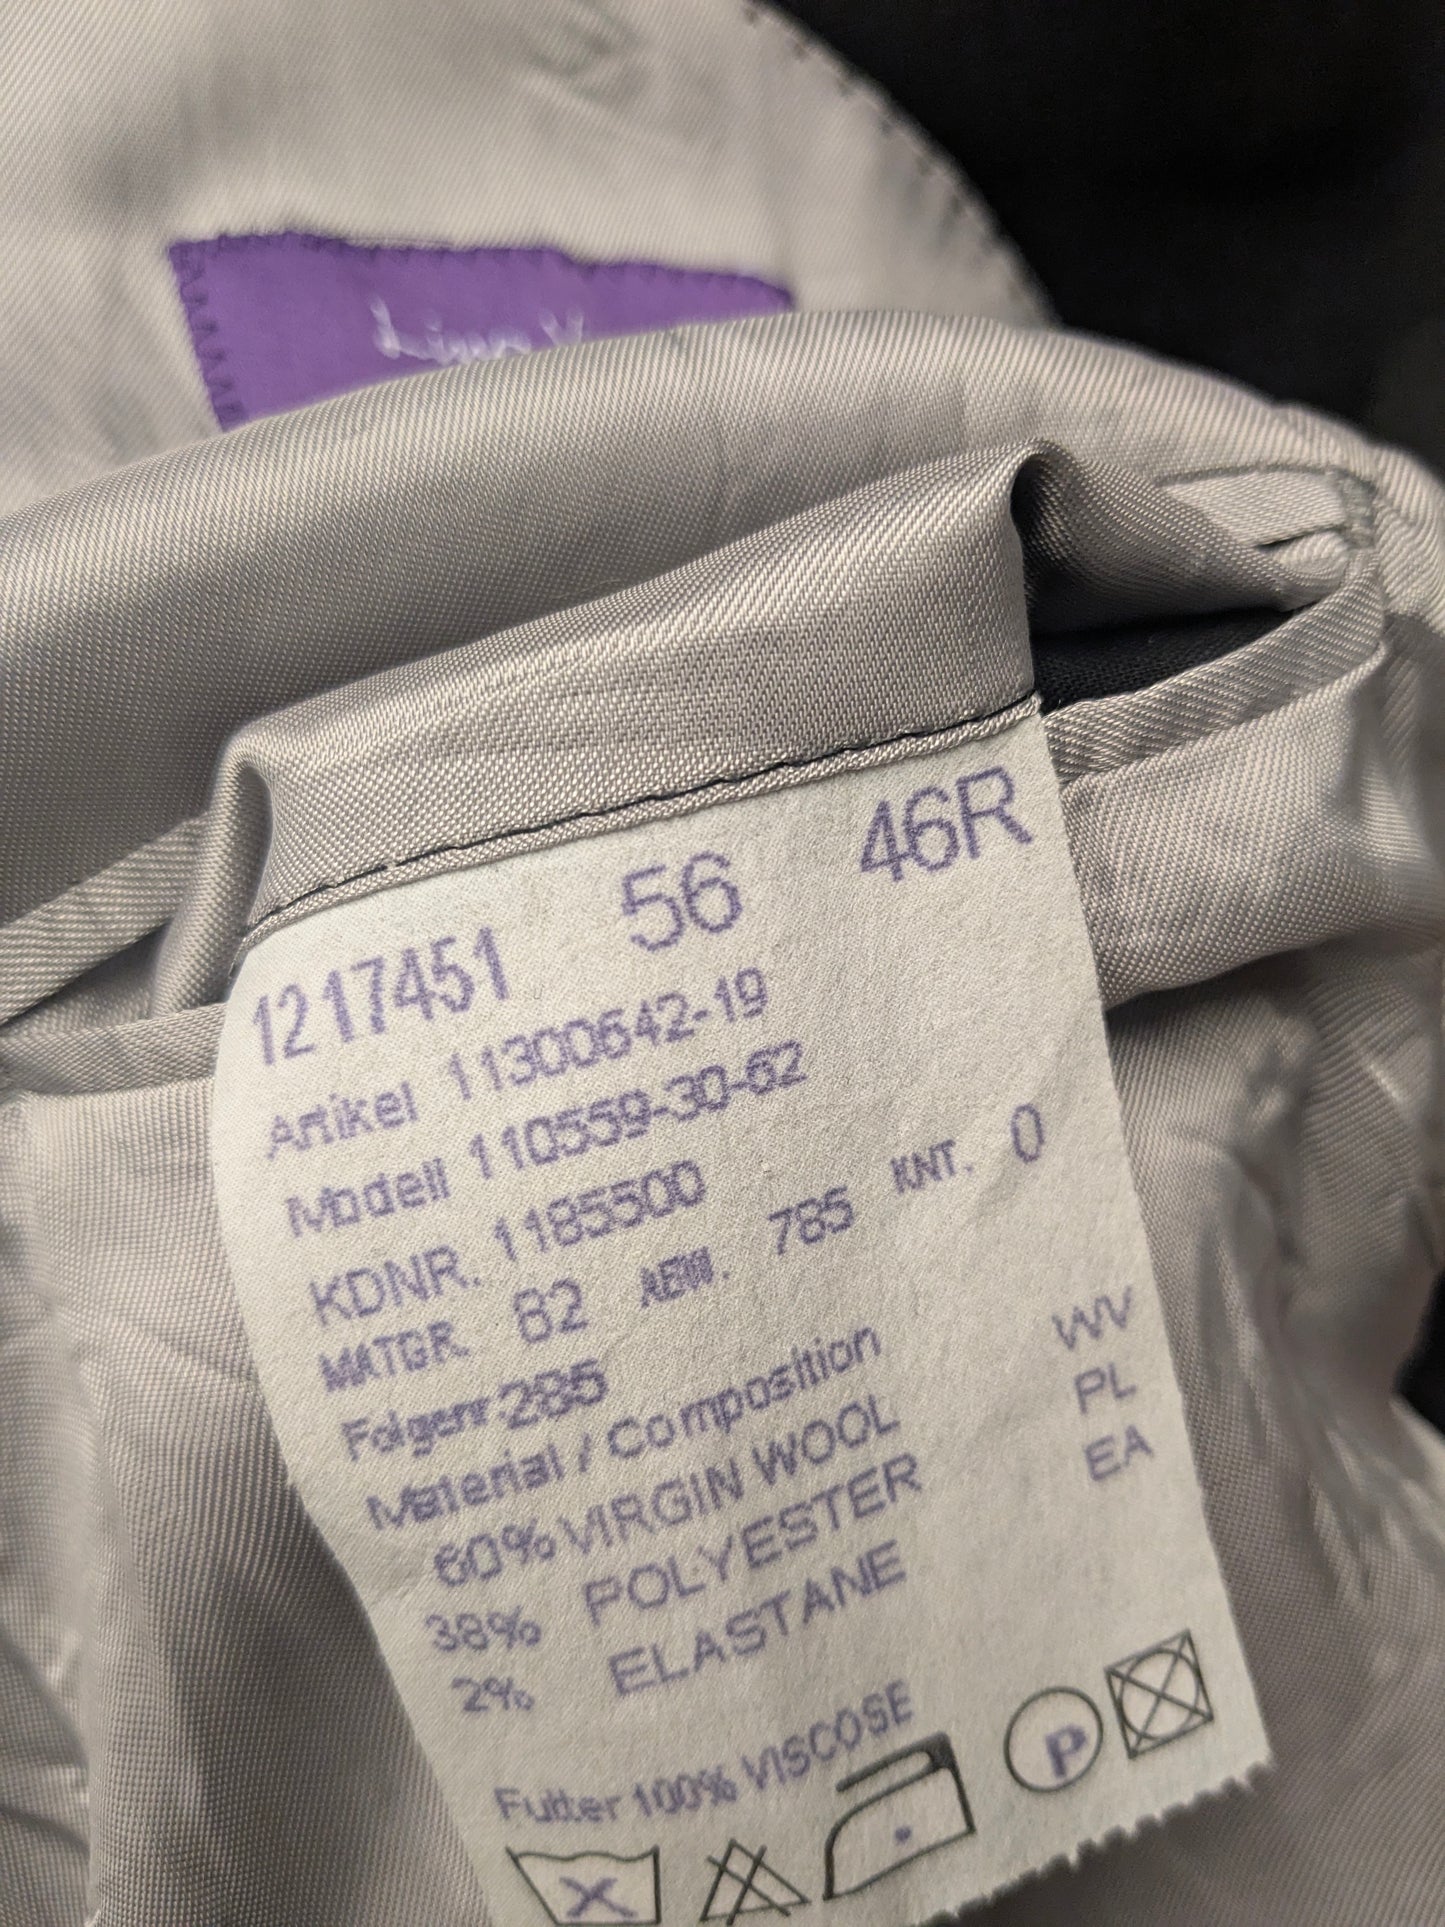 1217451 56 46R
Artikel 11300642-19
Modell 110559-30-62
KDNR. 1185500
MATGR. 82 AENW. 785 KNT. 0
Folgenr 285
Material / Composition
60% VIRGIN WOOL WV
38% POLYESTER PL
2% ELASTANE EA
Futter 100% VISCOSE
P